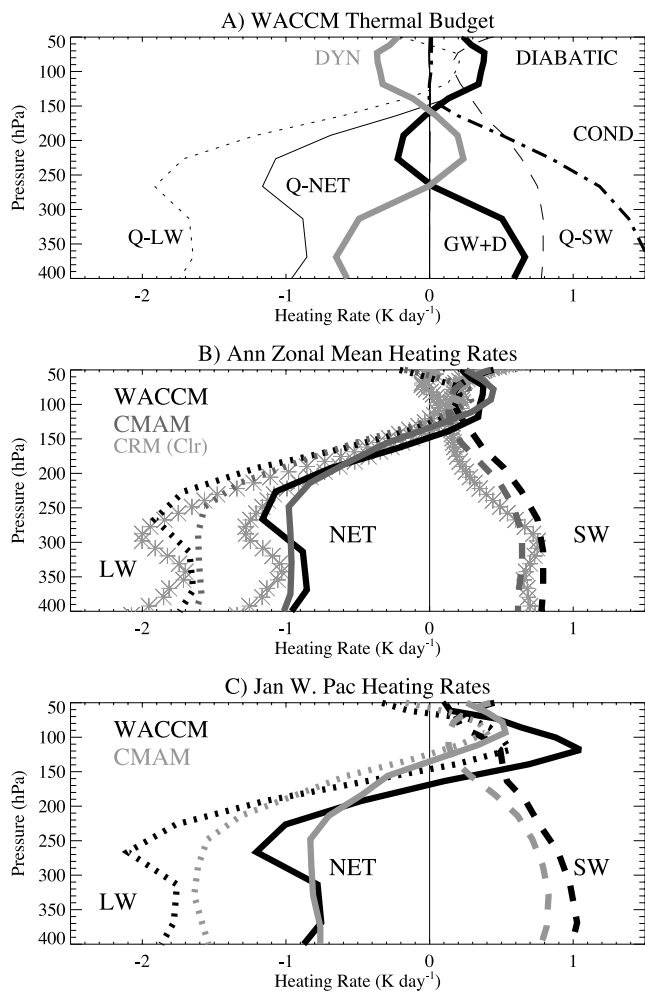 A) WACCM Thermal Budget
50
100
150
200
250
300
350
400
Pressure (hPa)
DYN
DIABATIC
COND
Q-NET
Q-LW
GW+D
Q-SW
-2 -1 0 1
Heating Rate (K day-1)
B) Ann Zonal Mean Heating Rates
50
100
150
200
250
300
350
400
Pressure (hPa)
WACCM
CMAM
CRM (Clr)
LW
NET
SW
-2 -1 0 1
Heating Rate (K day-1)
C) Jan W. Pac Heating Rates
50
100
150
200
250
300
350
400
Pressure (hPa)
WACCM
CMAM
LW
NET
SW
-2 -1 0 1
Heating Rate (K day-1)